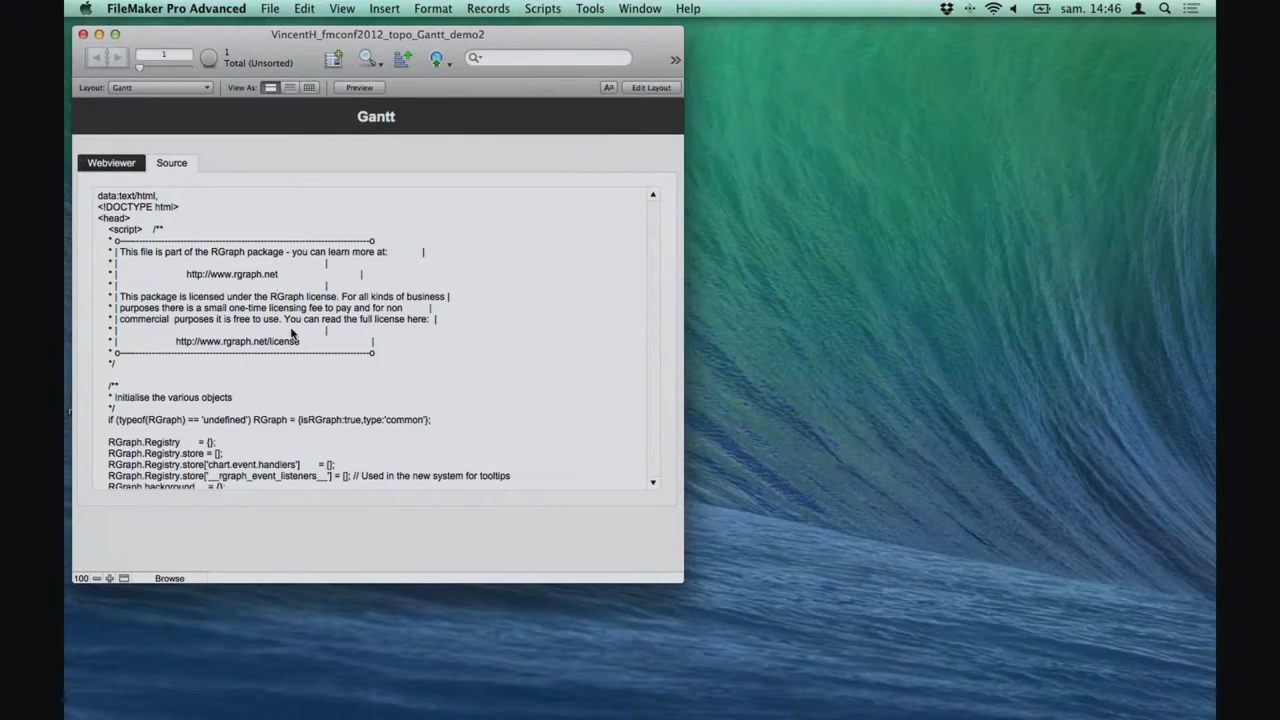 FileMaker Pro Advanced File Edit View Insert Format Records Scripts Tools Window Help sam. 14:46
VincentH_fmconf2012_topo_Gantt_demo2
1
1
Total (Unsorted)
Layout: Gantt View As: Preview Aa Edit Layout
Gantt
Webviewer Source
data:text/html,
<!DOCTYPE html>
<head>
<script> /**
* o--------------------------------------------------------------------------------o
* | This file is part of the RGraph package - you can learn more at: |
* | |
* | http://www.rgraph.net |
* | |
* | This package is licensed under the RGraph license. For all kinds of business |
* | purposes there is a small one-time licensing fee to pay and for non |
* | commercial purposes it is free to use. You can read the full license here: |
* | |
* | http://www.rgraph.net/license |
* o--------------------------------------------------------------------------------o
*/
/**
* Initialise the various objects
*/
if (typeof(RGraph) == 'undefined') RGraph = {isRGraph:true,type:'common'};
RGraph.Registry = {};
RGraph.Registry.store = [];
RGraph.Registry.store['chart.event.handlers'] = [];
RGraph.Registry.store['__rgraph_event_listeners__'] = []; // Used in the new system for tooltips
RGraph.background = {};
100 Browse